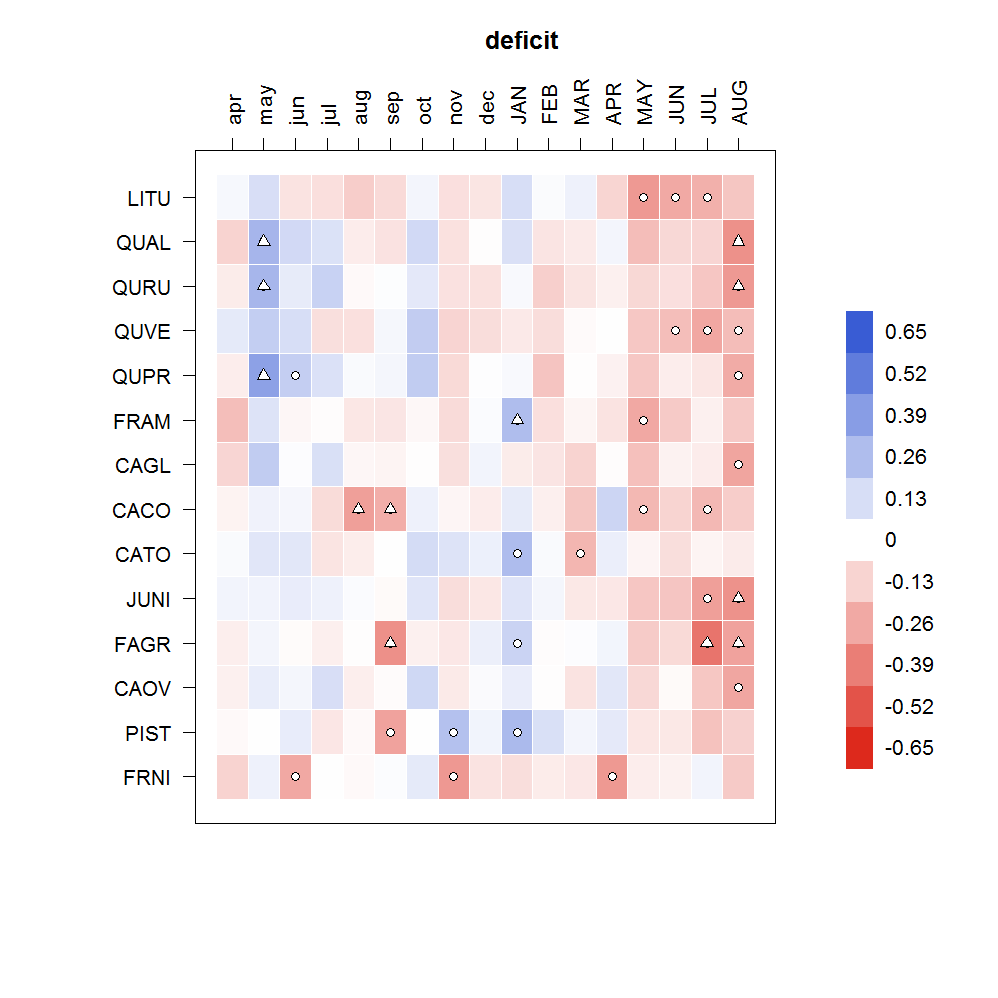 deficit
apr may jun jul aug sep oct nov dec JAN FEB MAR APR MAY JUN JUL AUG
LITU
QUAL
QURU
QUVE
QUPR
FRAM
CAGL
CACO
CATO
JUNI
FAGR
CAOV
PIST
FRNI
0.65
0.52
0.39
0.26
0.13
0
-0.13
-0.26
-0.39
-0.52
-0.65